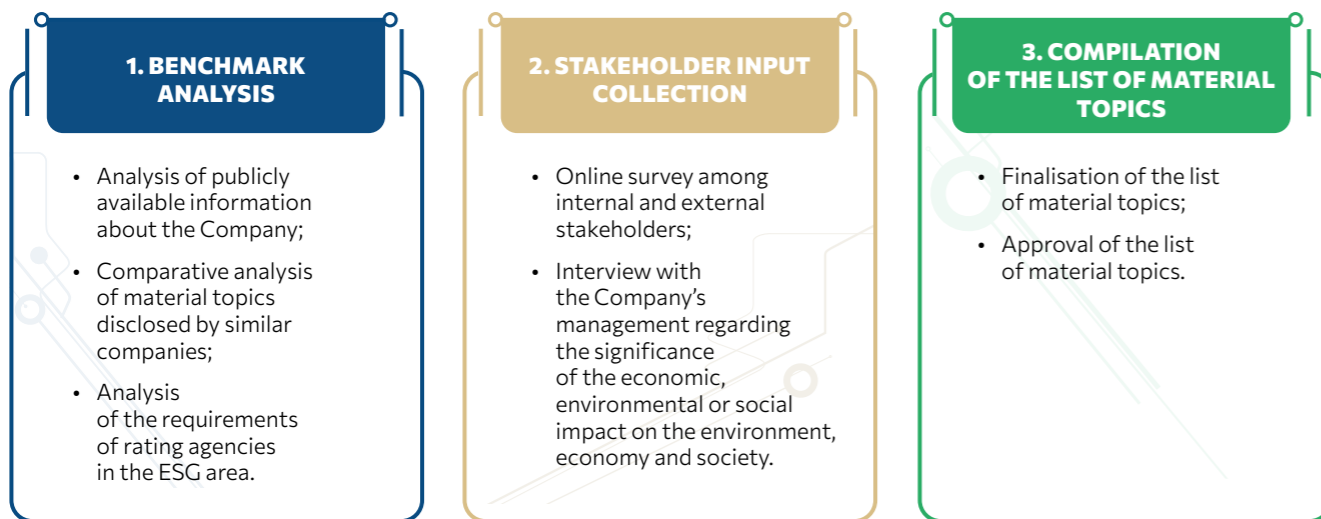 1. BENCHMARK
ANALYSIS
• Analysis of publicly
available information
about the Company;
• Comparative analysis
of material topics
disclosed by similar
companies;
• Analysis
of the requirements
of rating agencies
in the ESG area.
2. STAKEHOLDER INPUT
COLLECTION
• Online survey among
internal and external
stakeholders;
• Interview with
the Company’s
management regarding
the significance
of the economic,
environmental or social
impact on the environment,
economy and society.
3. COMPILATION
OF THE LIST OF MATERIAL
TOPICS
• Finalisation of the list
of material topics;
• Approval of the list
of material topics.